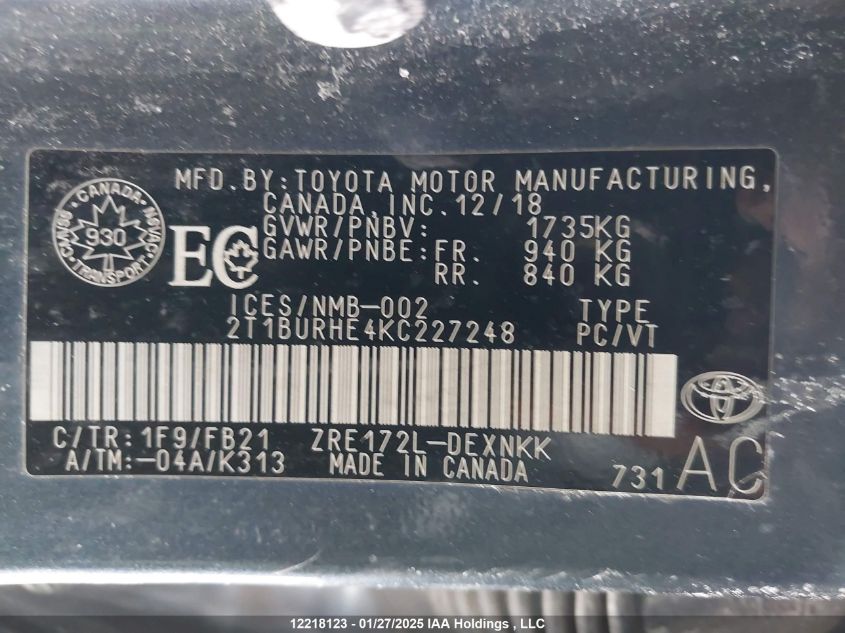 MFD.BY:TOYOTA MOTOR MANUFACTURING,
CANADA,INC.12/18
GVWR/PNBV: 1735KG
GAWR/PNBE:FR. 940 KG
RR. 840 KG
CANADA
CMVSS
930
NSVAC
TRANSPORT
EC
ICES/NMB-002 TYPE
2T1BURHE4KC227248 PC/VT
C/TR:1F9/FB21 ZRE172L-DEXNKK
A/TM:-04A/K313 MADE IN CANADA
731 AC
12218123 - 01/27/2025 IAA Holdings , LLC!